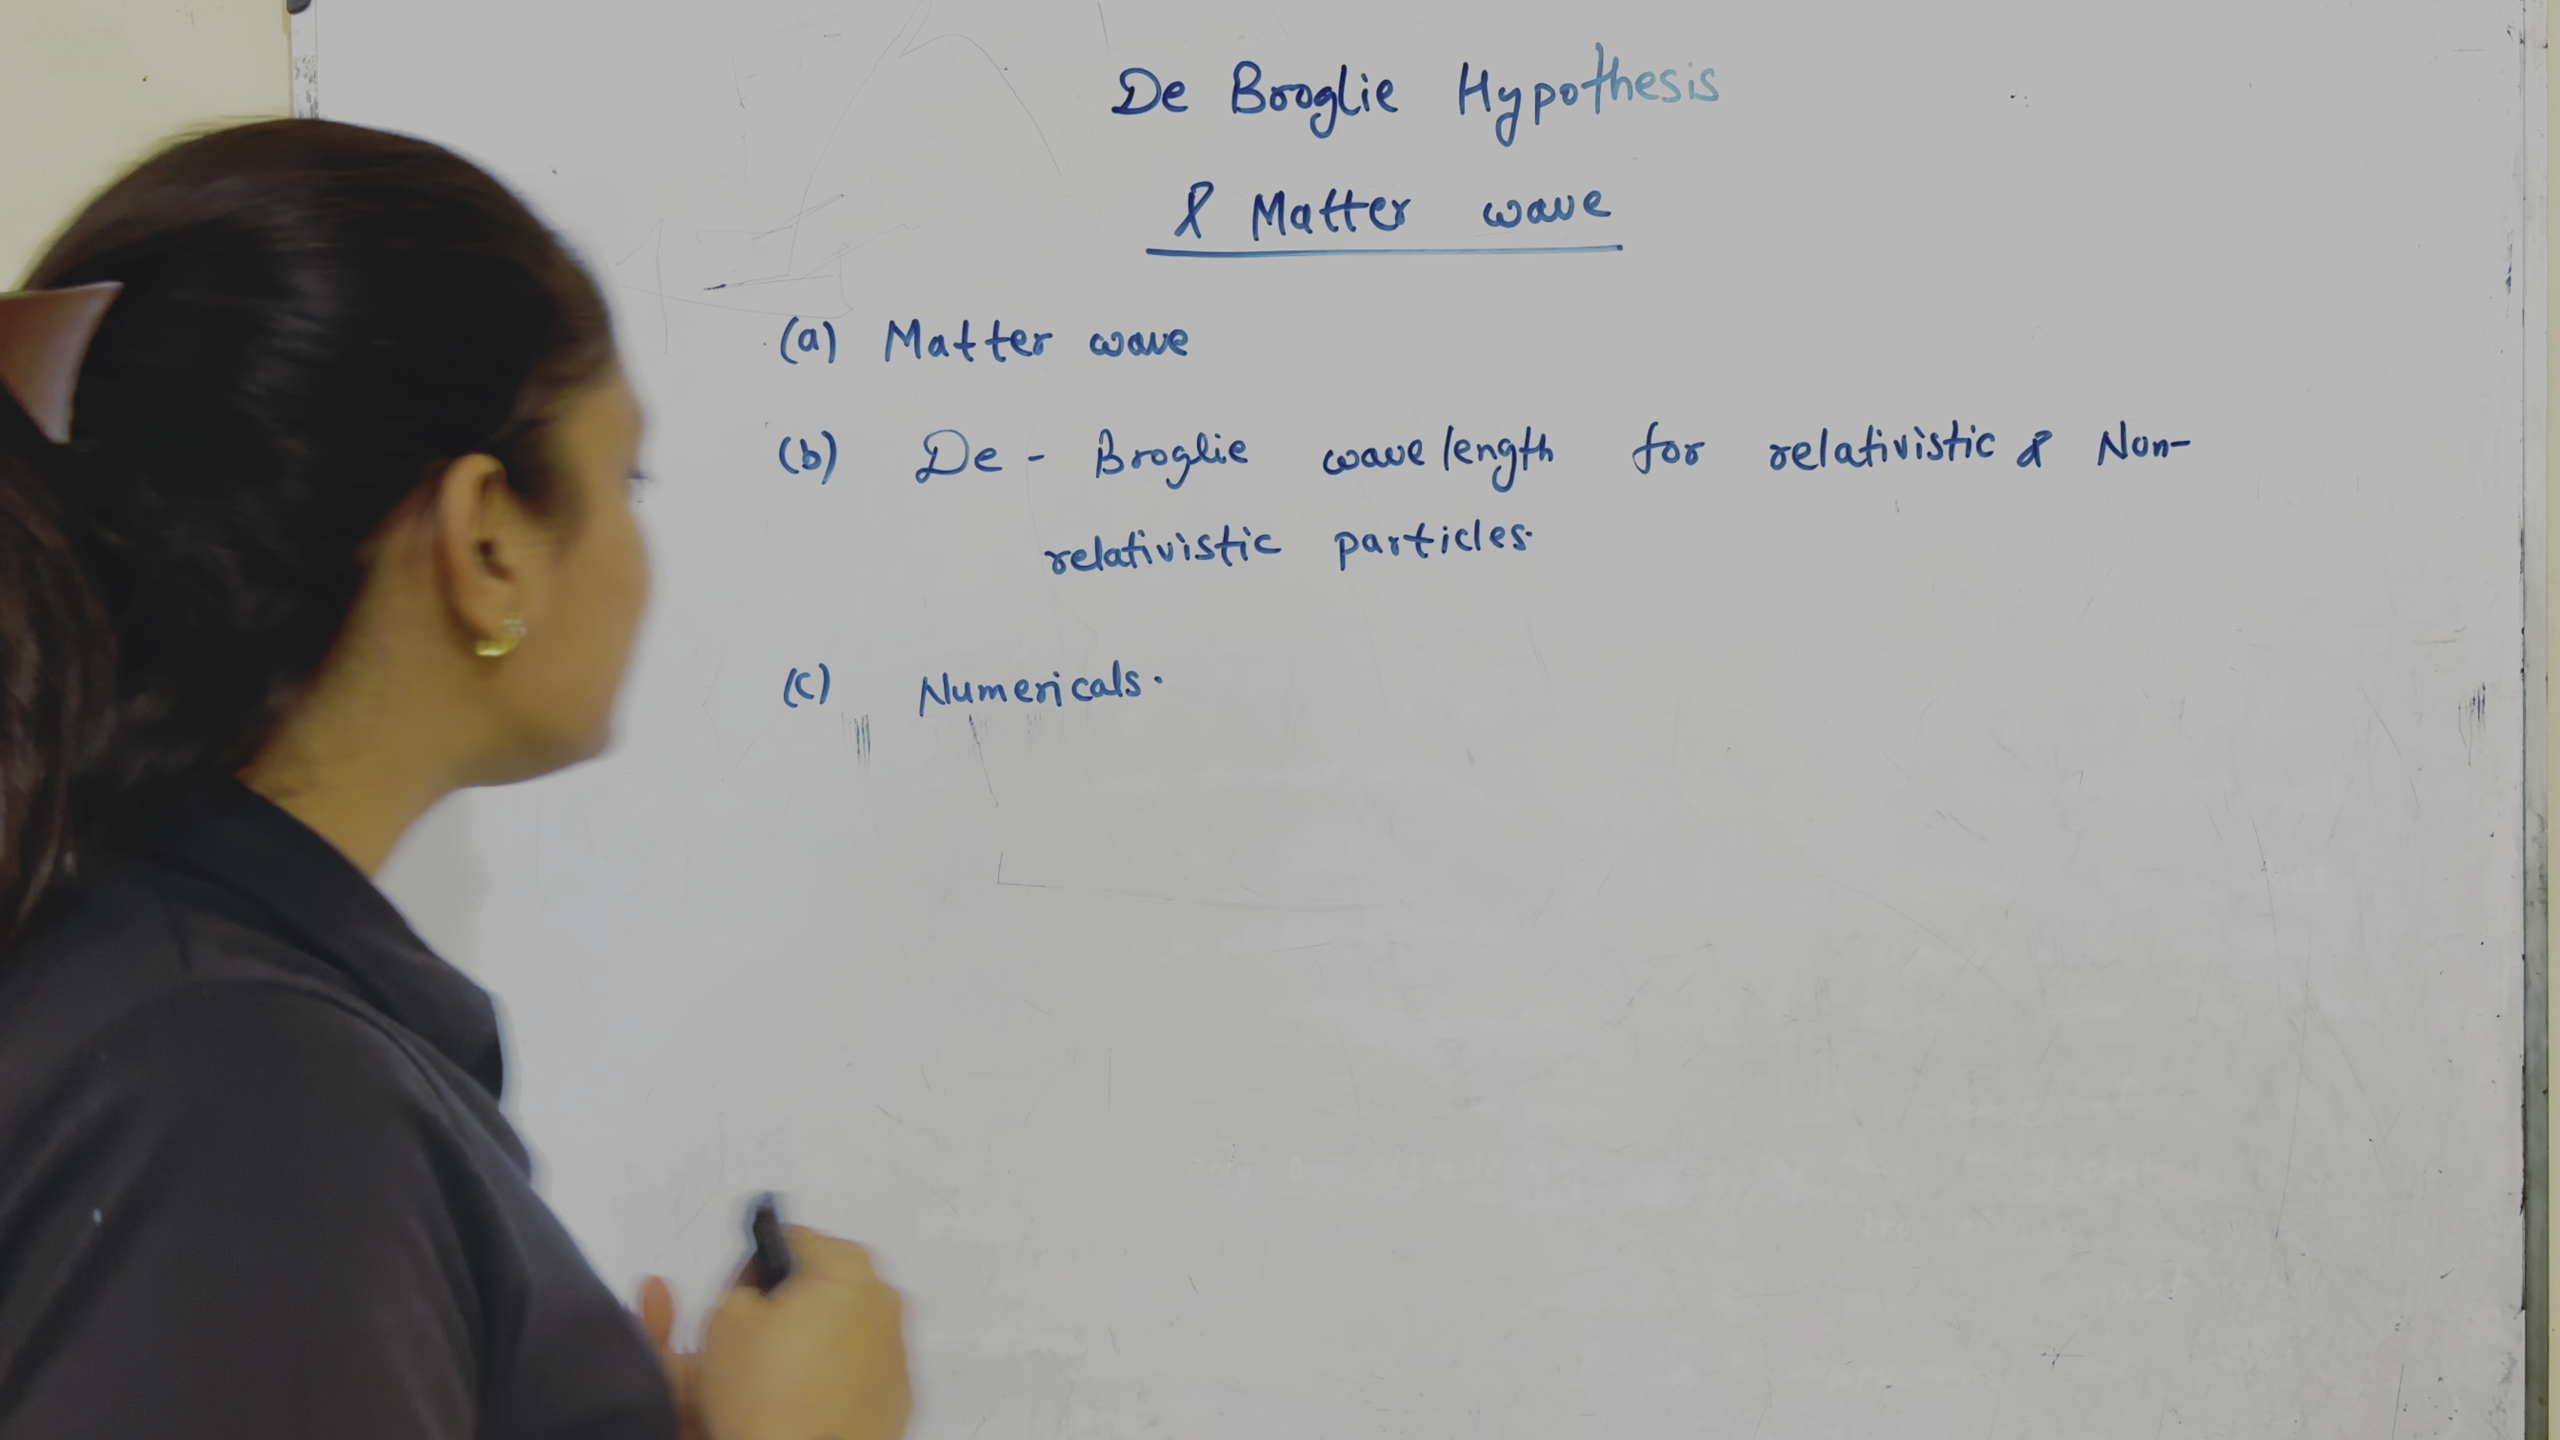 De Broglie Hypothesis
& Matter wave
(a) Matter wave
(b) De - Broglie wavelength for relativistic & Non-
relativistic particles.
(c) Numericals.